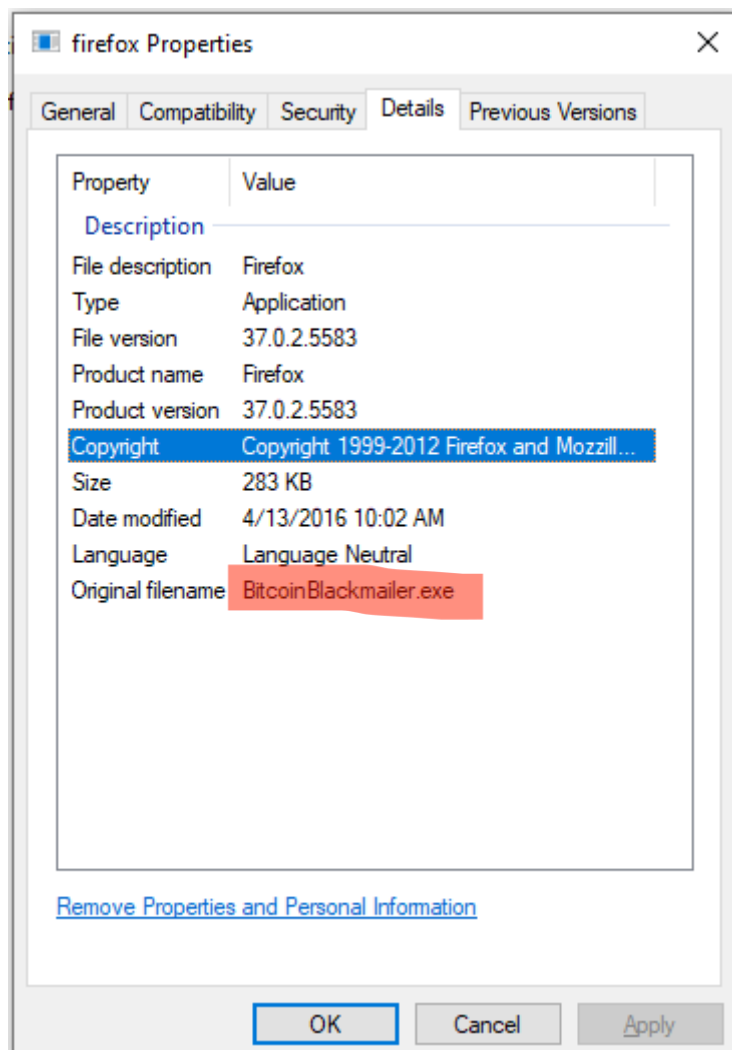 firefox Properties
General Compatibility Security Details Previous Versions
Property Value
Description
File description Firefox
Type Application
File version 37.0.2.5583
Product name Firefox
Product version 37.0.2.5583
Copyright Copyright 1999-2012 Firefox and Mozzill...
Size 283 KB
Date modified 4/13/2016 10:02 AM
Language Language Neutral
Original filename BitcoinBlackmailer.exe
Remove Properties and Personal Information
OK Cancel Apply